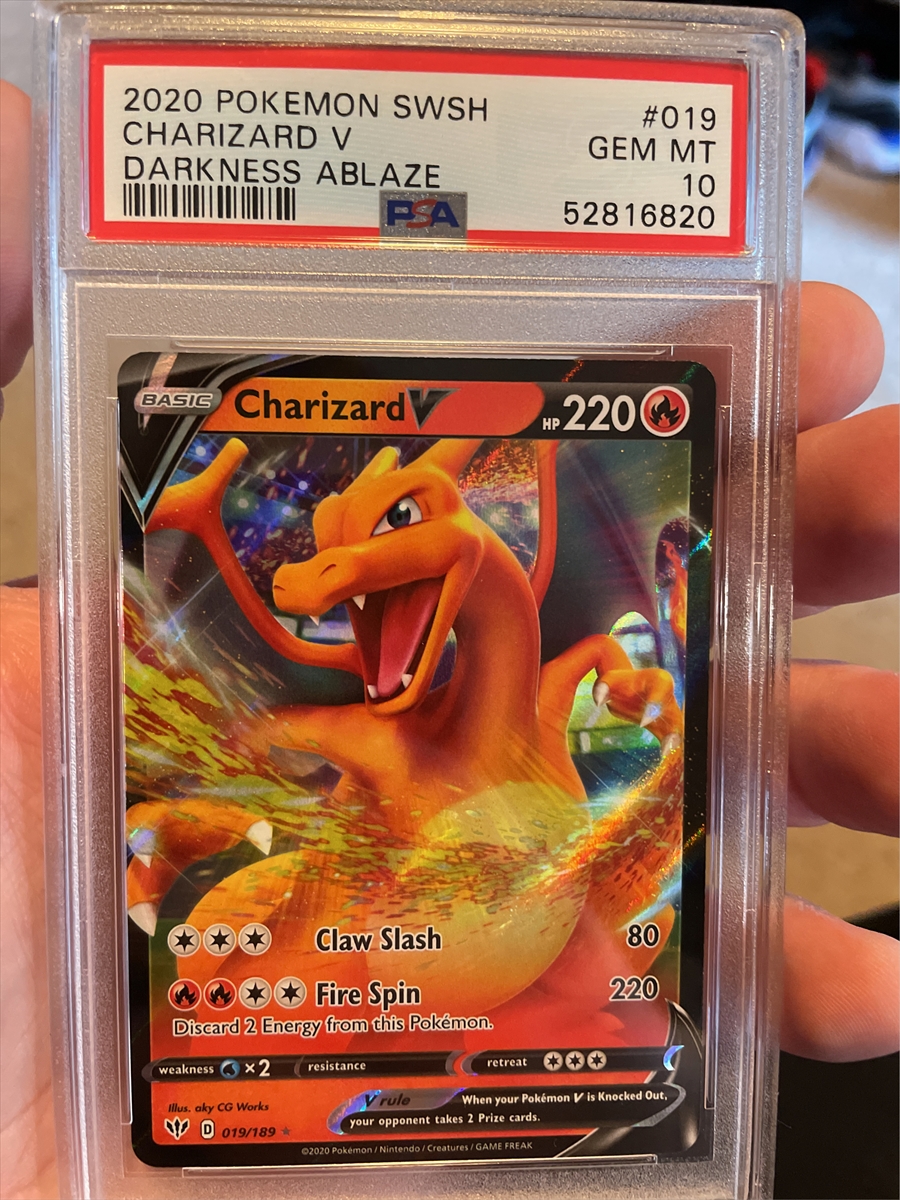 2020 POKEMON SWSH #019
CHARIZARD V GEM MT
DARKNESS ABLAZE 10
PSA 52816820
BASIC Charizard V HP 220
Claw Slash 80
Fire Spin 220
Discard 2 Energy from this Pokémon.
weakness ×2 resistance retreat
Illus. aky CG Works
V rule When your Pokémon V is Knocked Out,
your opponent takes 2 Prize cards.
D 019/189
©2020 Pokémon / Nintendo / Creatures / GAME FREAK